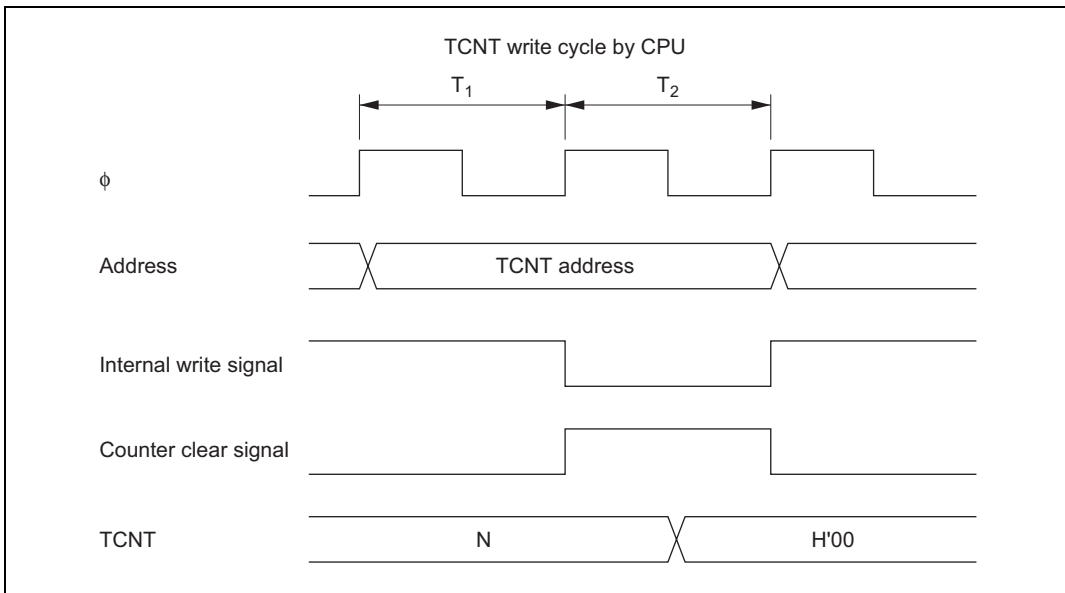 TCNT write cycle by CPU
T1 T2
ϕ
Address TCNT address
Internal write signal
Counter clear signal
TCNT N H'00